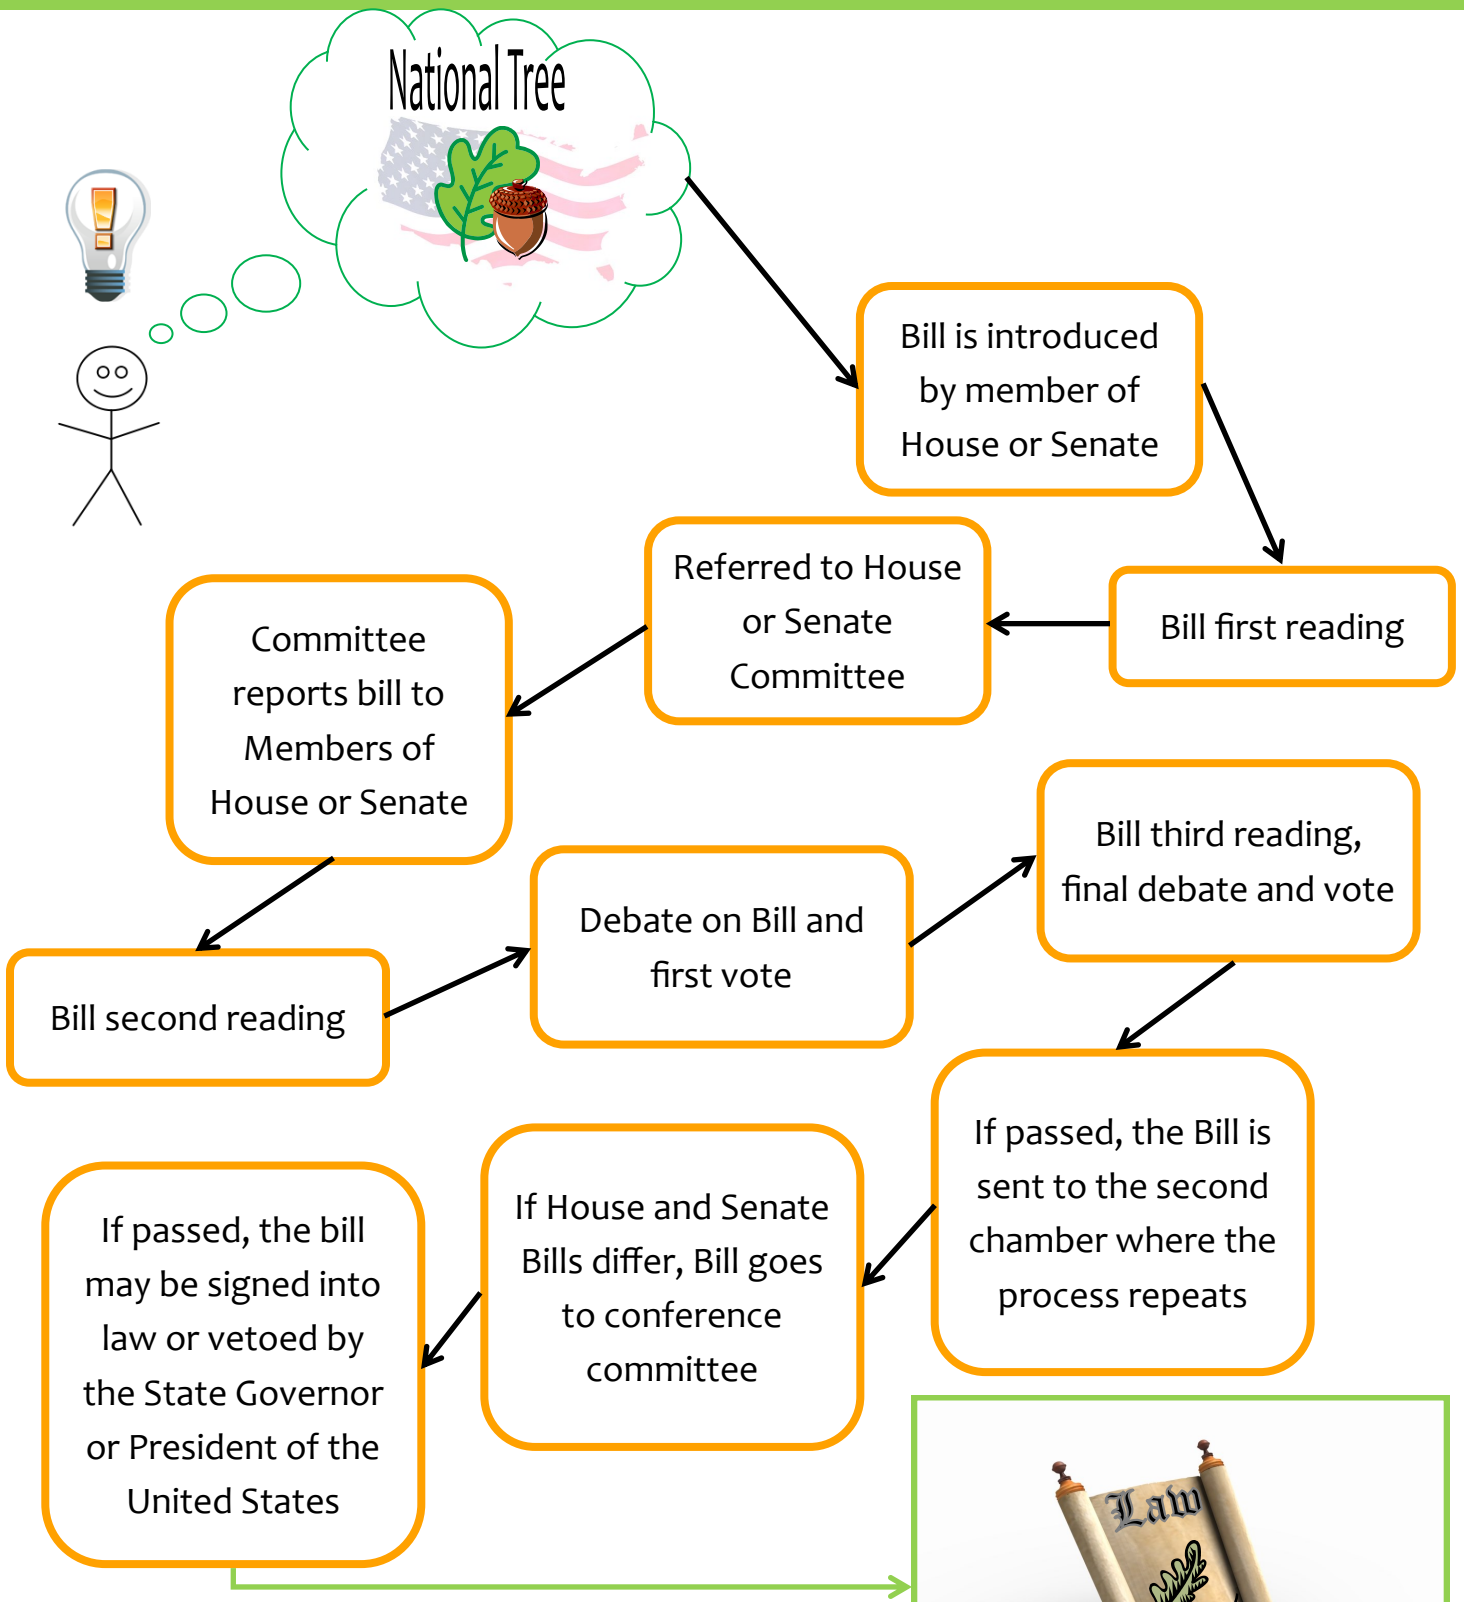 National Tree
Bill is introduced
by member of
House or Senate
Bill first reading
Referred to House
or Senate
Committee
Committee
reports bill to
Members of
House or Senate
Bill second reading
Debate on Bill and
first vote
Bill third reading,
final debate and vote
If passed, the Bill is
sent to the second
chamber where the
process repeats
If House and Senate
Bills differ, Bill goes
to conference
committee
If passed, the bill
may be signed into
law or vetoed by
the State Governor
or President of the
United States
Law